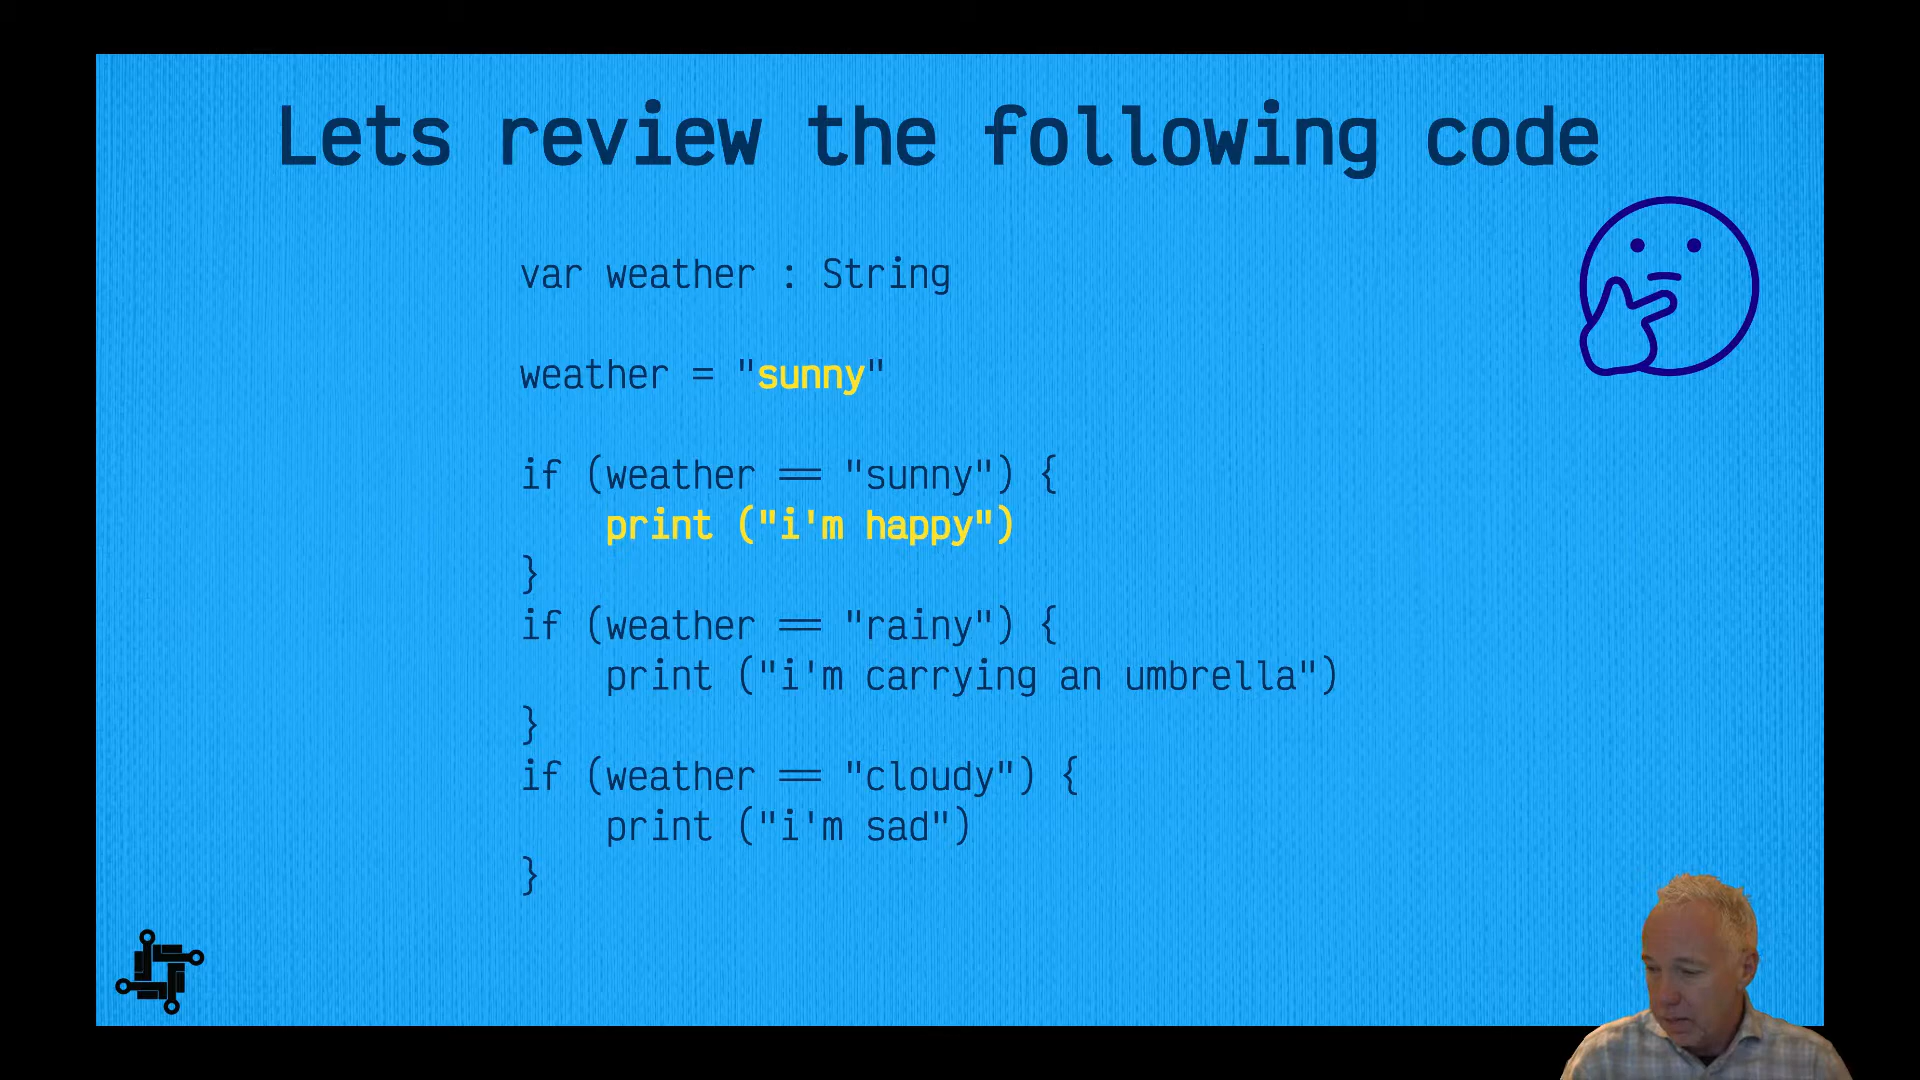 Lets review the following code
var weather : String
weather = "sunny"
if (weather == "sunny") {
print ("i'm happy")
}
if (weather == "rainy") {
print ("i'm carrying an umbrella")
}
if (weather == "cloudy") {
print ("i'm sad")
}